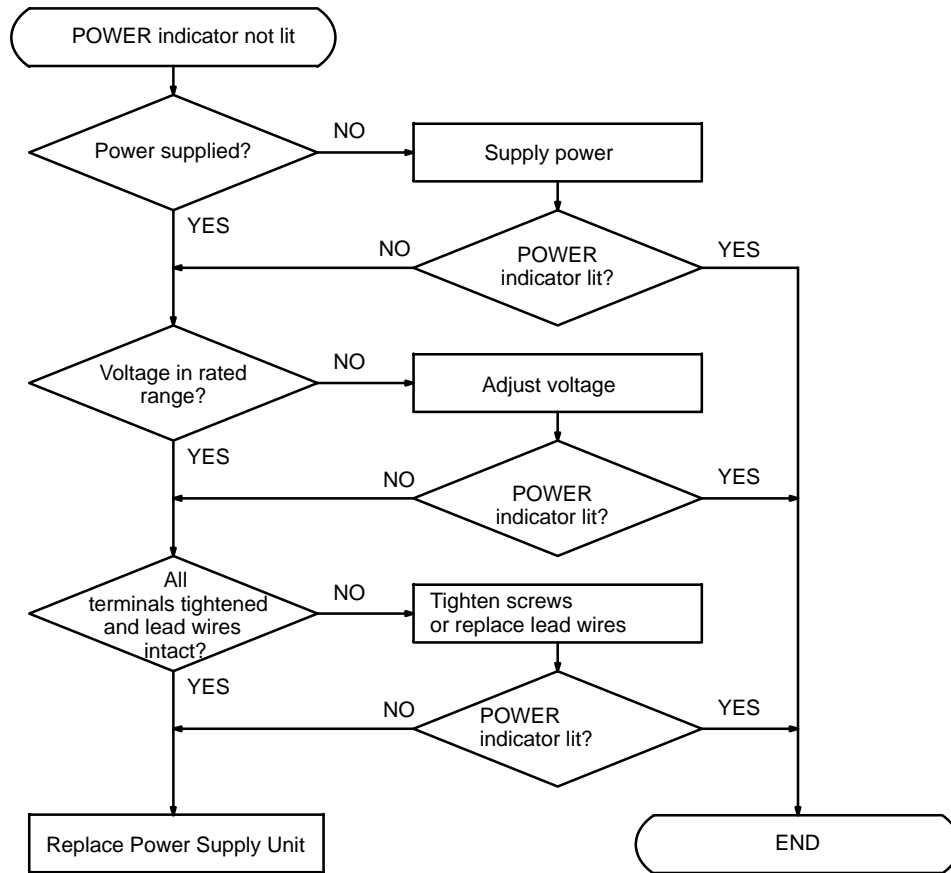 POWER indicator not lit
NO
Power supplied?
Supply power
YES
NO
POWER
indicator lit?
YES
NO
Voltage in rated
range?
Adjust voltage
YES
NO
POWER
indicator lit?
YES
All
terminals tightened
and lead wires
intact?
NO
Tighten screws
or replace lead wires
YES
NO
POWER
indicator lit?
YES
Replace Power Supply Unit
END